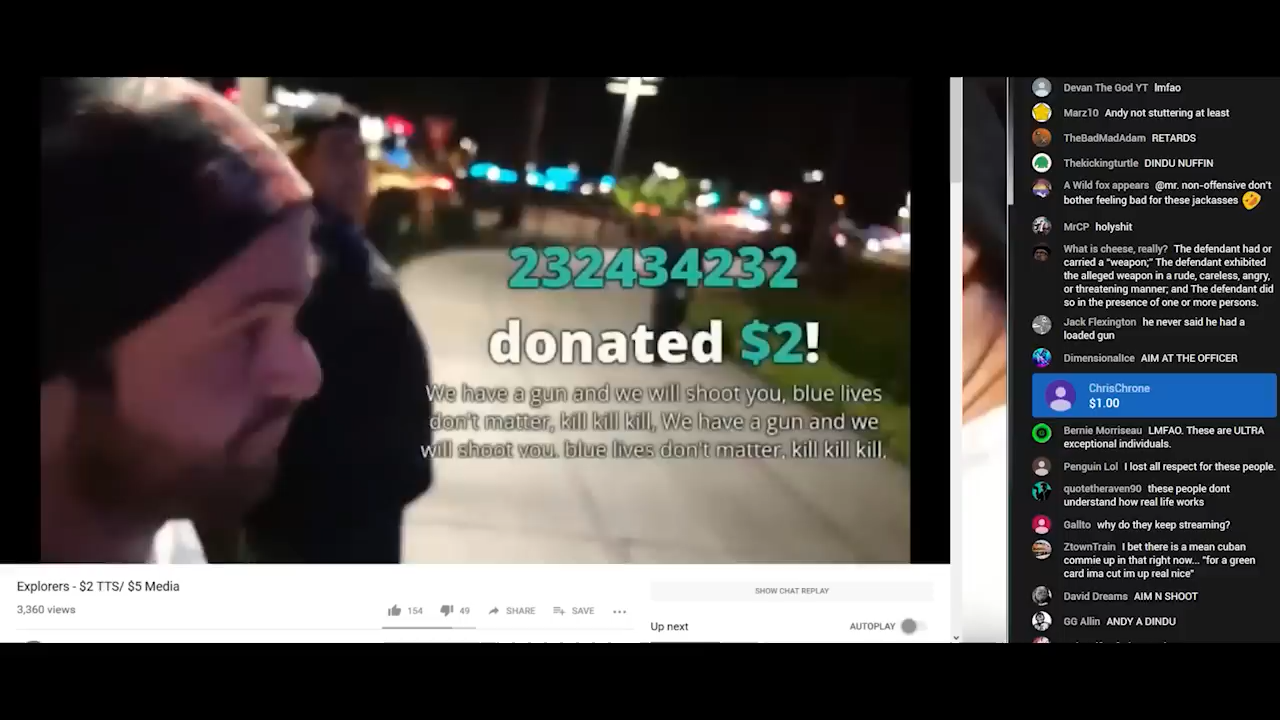 232434232
donated $2!
We have a gun and we will shoot you, blue lives
don't matter, kill kill kill, We have a gun and we
will shoot you. blue lives don't matter, kill kill kill,
Explorers - $2 TTS/ $5 Media
3,360 views
154
49
SHARE
SAVE
SHOW CHAT REPLAY
Up next
AUTOPLAY
Devan The God YT lmfao
Marz10 Andy not stuttering at least
TheBadMadAdam RETARDS
Thekickingturtle DINDU NUFFIN
A Wild fox appears @mr. non-offensive don't
bother feeling bad for these jackasses
MrCP holyshit
What is cheese, really? The defendant had or
carried a "weapon;" The defendant exhibited
the alleged weapon in a rude, careless, angry,
or threatening manner; and The defendant did
so in the presence of one or more persons.
Jack Flexington he never said he had a
loaded gun
DimensionalIce AIM AT THE OFFICER
ChrisChrone
$1.00
Bernie Morriseau LMFAO. These are ULTRA
exceptional individuals.
Penguin Lol I lost all respect for these people.
quotetheraven90 these people dont
understand how real life works
Gallto why do they keep streaming?
ZtownTrain I bet there is a mean cuban
commie up in that right now... "for a green
card ima cut im up real nice"
David Dreams AIM N SHOOT
GG Allin ANDY A DINDU